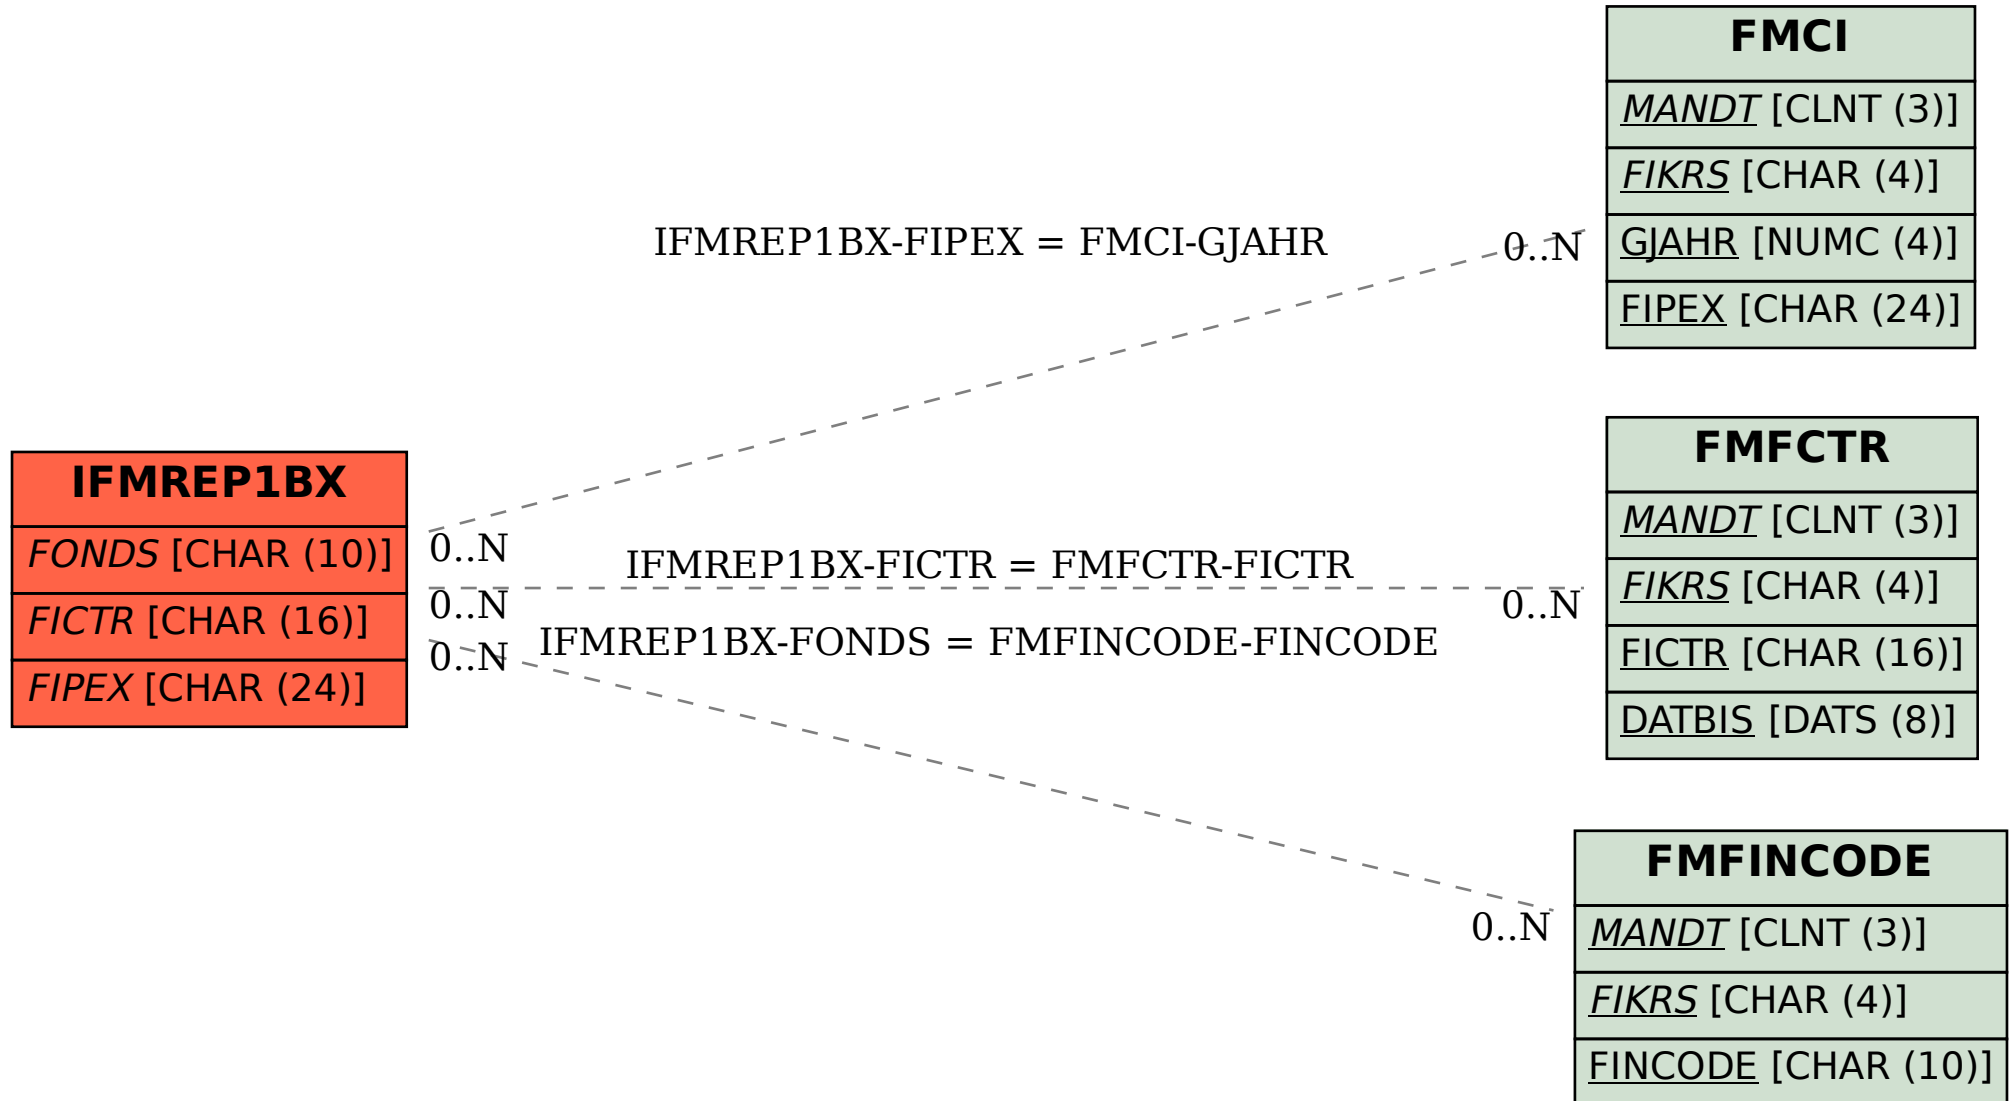 FMCI
MANDT [CLNT (3)]
FIKRS [CHAR (4)]
GJAHR [NUMC (4)]
FIPEX [CHAR (24)]
IFMREP1BX-FIPEX = FMCI-GJAHR
0..N
IFMREP1BX
FONDS [CHAR (10)]
FICTR [CHAR (16)]
FIPEX [CHAR (24)]
0..N
0..N
0..N
IFMREP1BX-FICTR = FMFCTR-FICTR
0..N
IFMREP1BX-FONDS = FMFINCODE-FINCODE
0..N
FMFCTR
MANDT [CLNT (3)]
FIKRS [CHAR (4)]
FICTR [CHAR (16)]
DATBIS [DATS (8)]
FMFINCODE
MANDT [CLNT (3)]
FIKRS [CHAR (4)]
FINCODE [CHAR (10)]